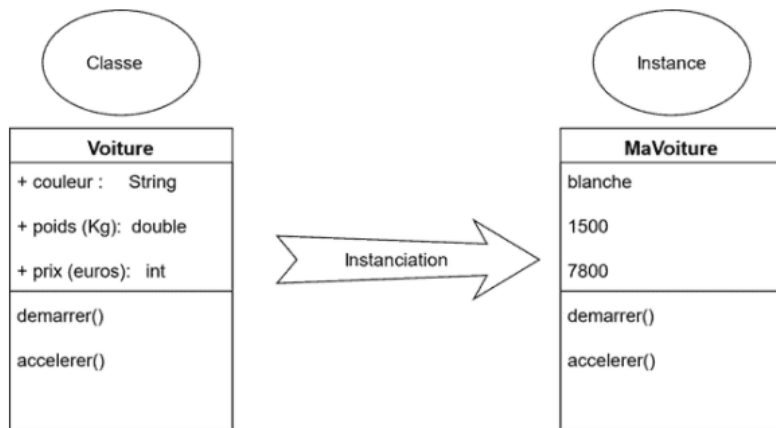 Classe
Voiture
+ couleur : String
+ poids (Kg): double
+ prix (euros): int
demarrer()
accelerer()
Instanciation
Instance
MaVoiture
blanche
1500
7800
demarrer()
accelerer()